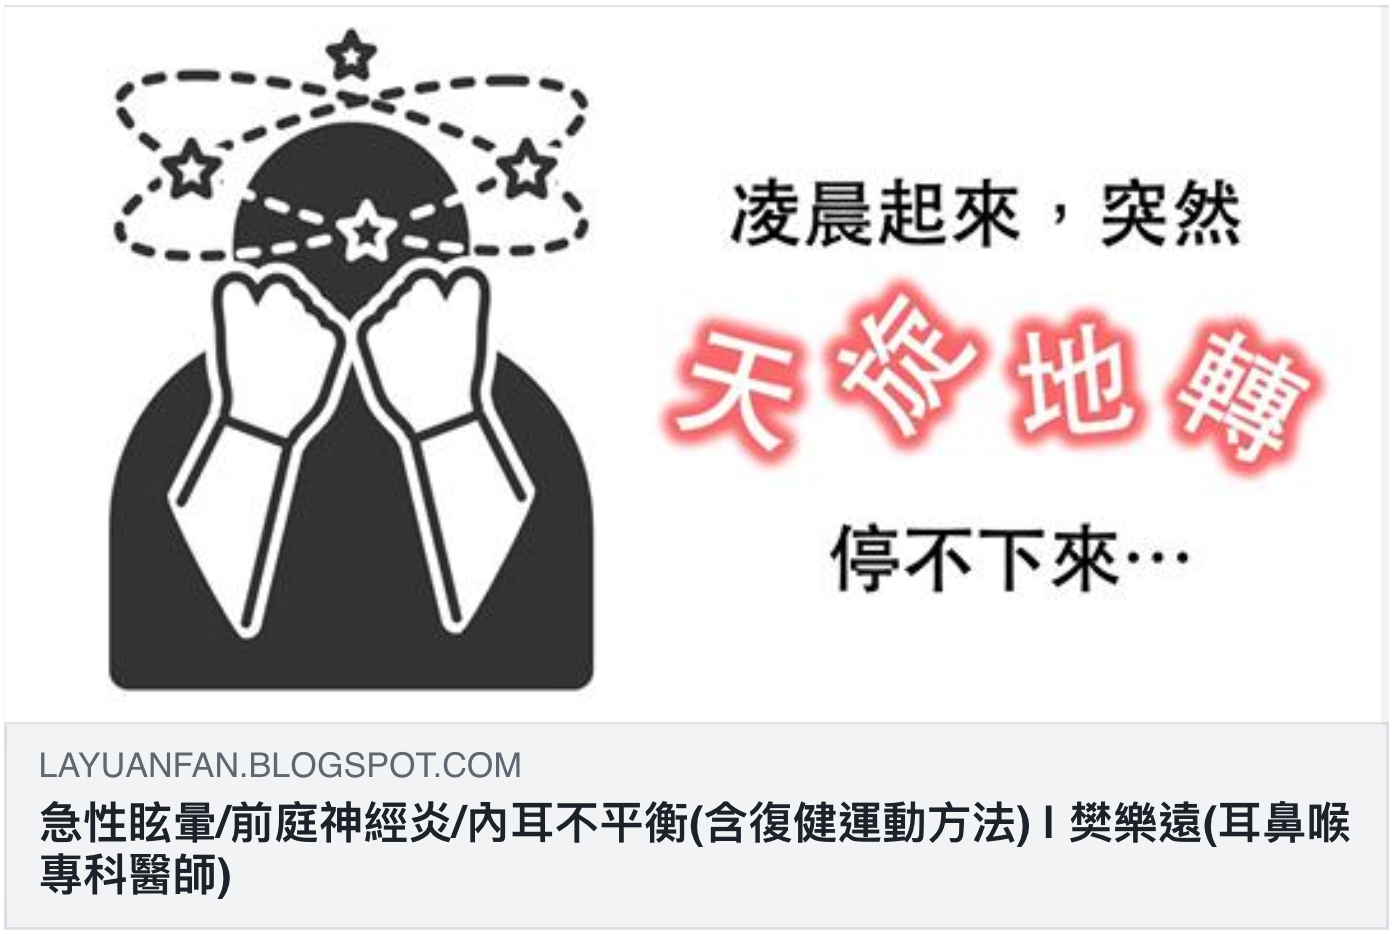 凌晨起來，突然
天旋地轉
停不下來⋯
LAYUANFAN.BLOGSPOT.COM
急性眩暈/前庭神經炎/內耳不平衡(含復健運動方法) I 樊樂遠(耳鼻喉
專科醫師)